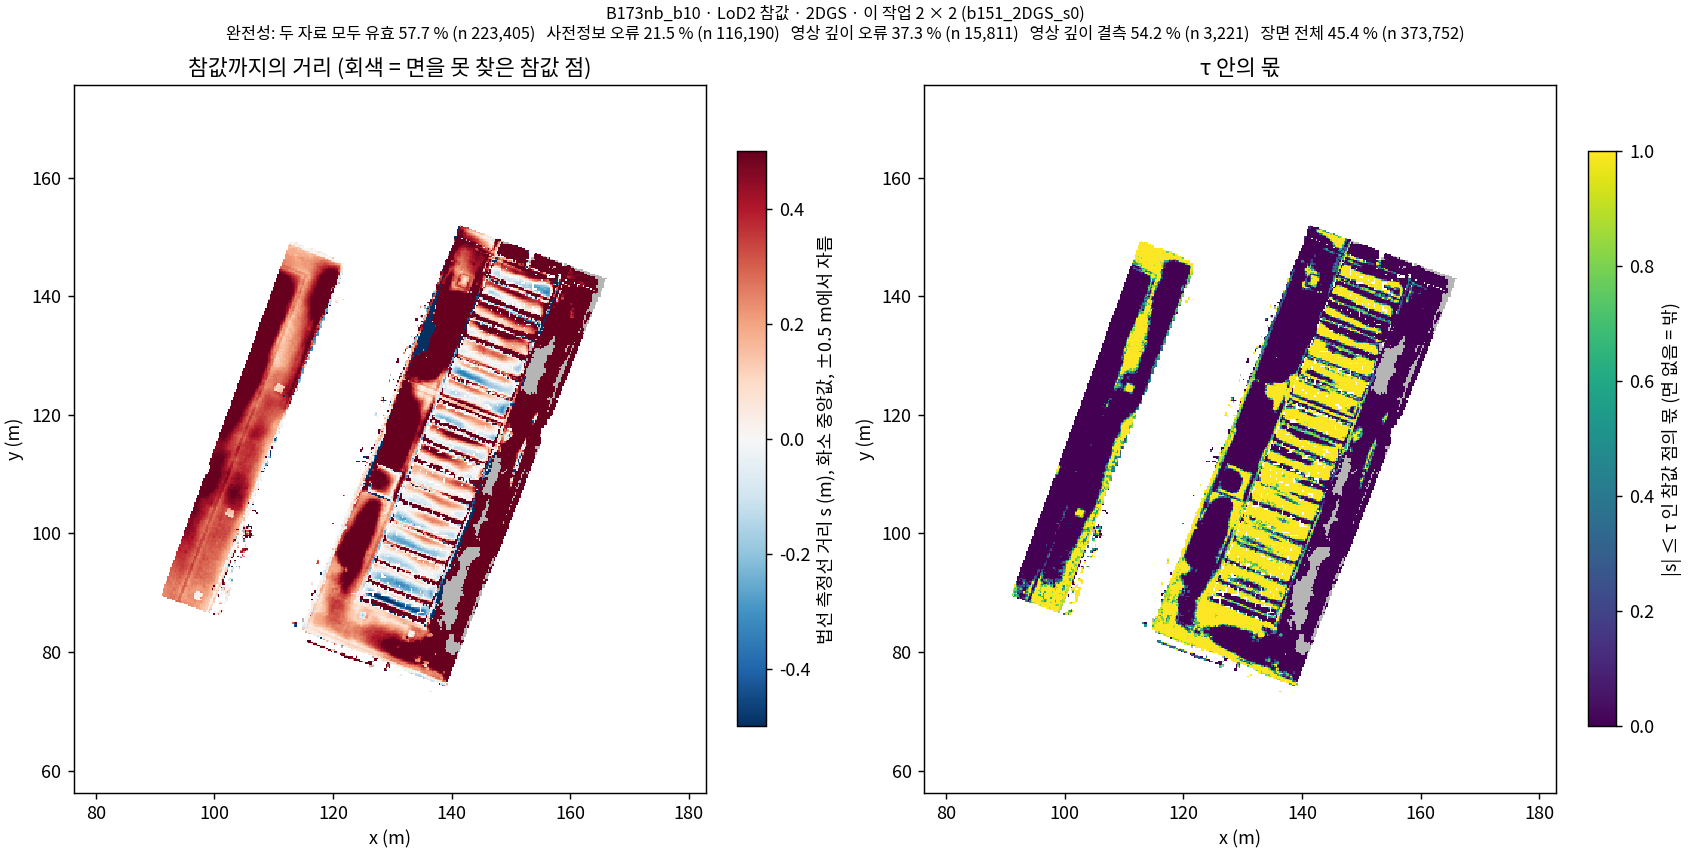 B173nb_b10 · LoD2 참값 · 2DGS · 이 작업 2 × 2 (b151_2DGS_s0)
완전성: 두 자료 모두 유효 57.7 % (n 223,405)   사전정보 오류 21.5 % (n 116,190)   영상 깊이 오류 37.3 % (n 15,811)   영상 깊이 결측 54.2 % (n 3,221)   장면 전체 45.4 % (n 373,752)
참값까지의 거리 (회색 = 면을 못 찾은 참값 점)
160
140
120
100
80
60
y (m)
80 100 120 140 160 180
x (m)
0.4
0.2
0.0
-0.2
-0.4
법선 측정선 거리 s (m), 화소 중앙값, ±0.5 m에서 자름
τ 안의 몫
160
140
120
100
80
60
y (m)
80 100 120 140 160 180
x (m)
1.0
0.8
0.6
0.4
0.2
0.0
|s| ≤ τ 인 참값 점의 몫 (면 없음 = 밖)